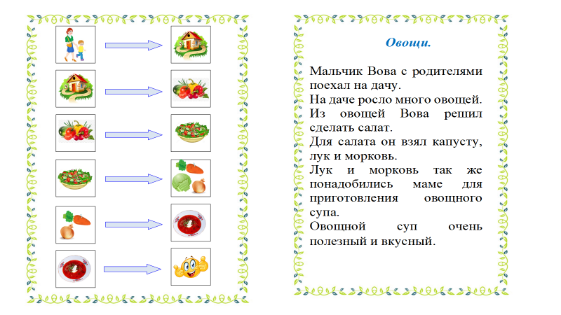 Овощи.
Мальчик Вова с родителями
поехал на дачу.
На даче росло много овощей.
Из овощей Вова решил
сделать салат.
Для салата он взял капусту,
лук и морковь.
Лук и морковь так же
понадобились маме для
приготовления овощного
супа.
Овощной суп очень
полезный и вкусный.